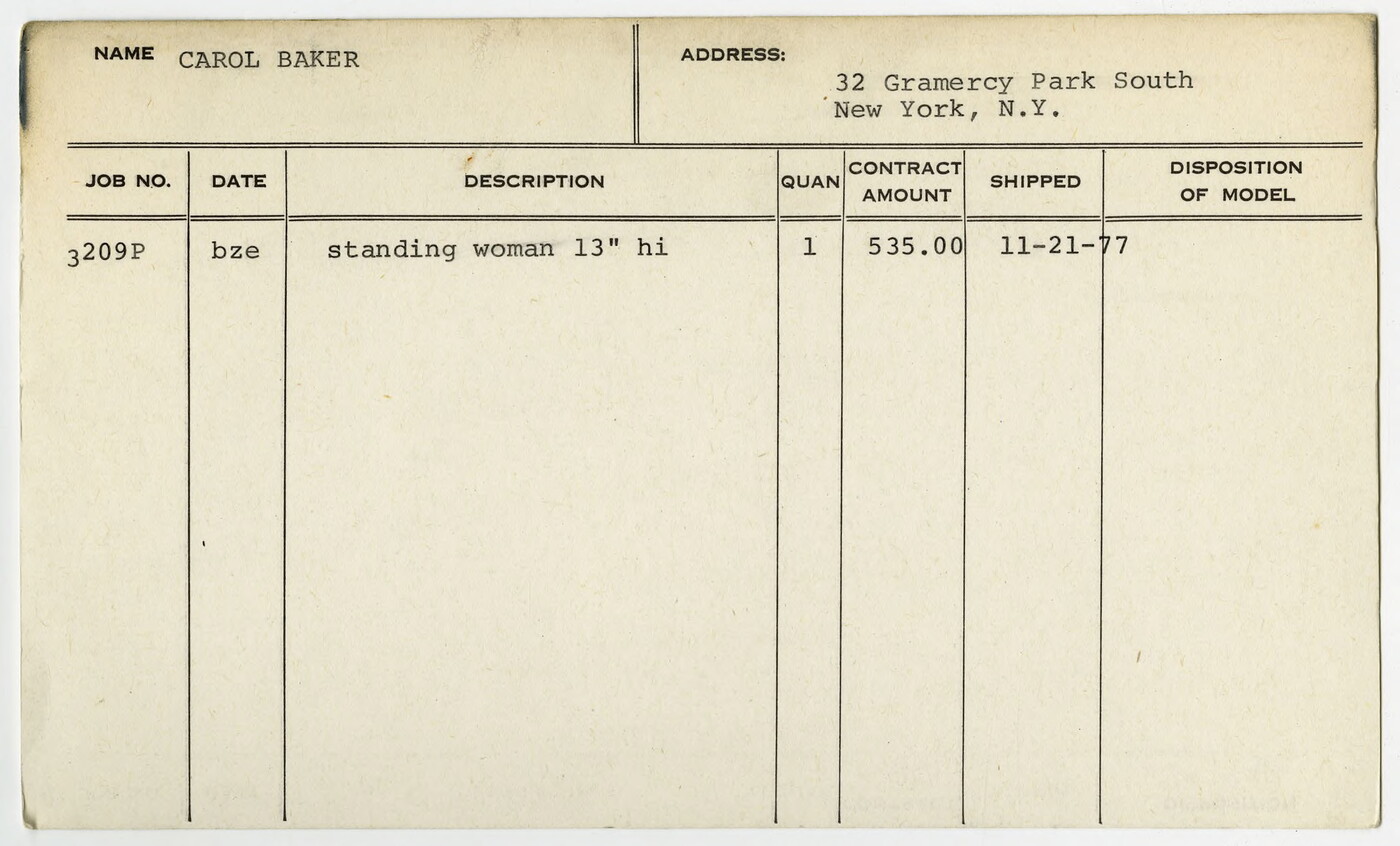 NAME CAROL BAKER
ADDRESS:
32 Gramercy Park South
New York, N.Y.
JOB NO. DATE DESCRIPTION QUAN CONTRACT AMOUNT SHIPPED DISPOSITION OF MODEL
3209P bze standing woman 13" hi 1 535.00 11-21-77